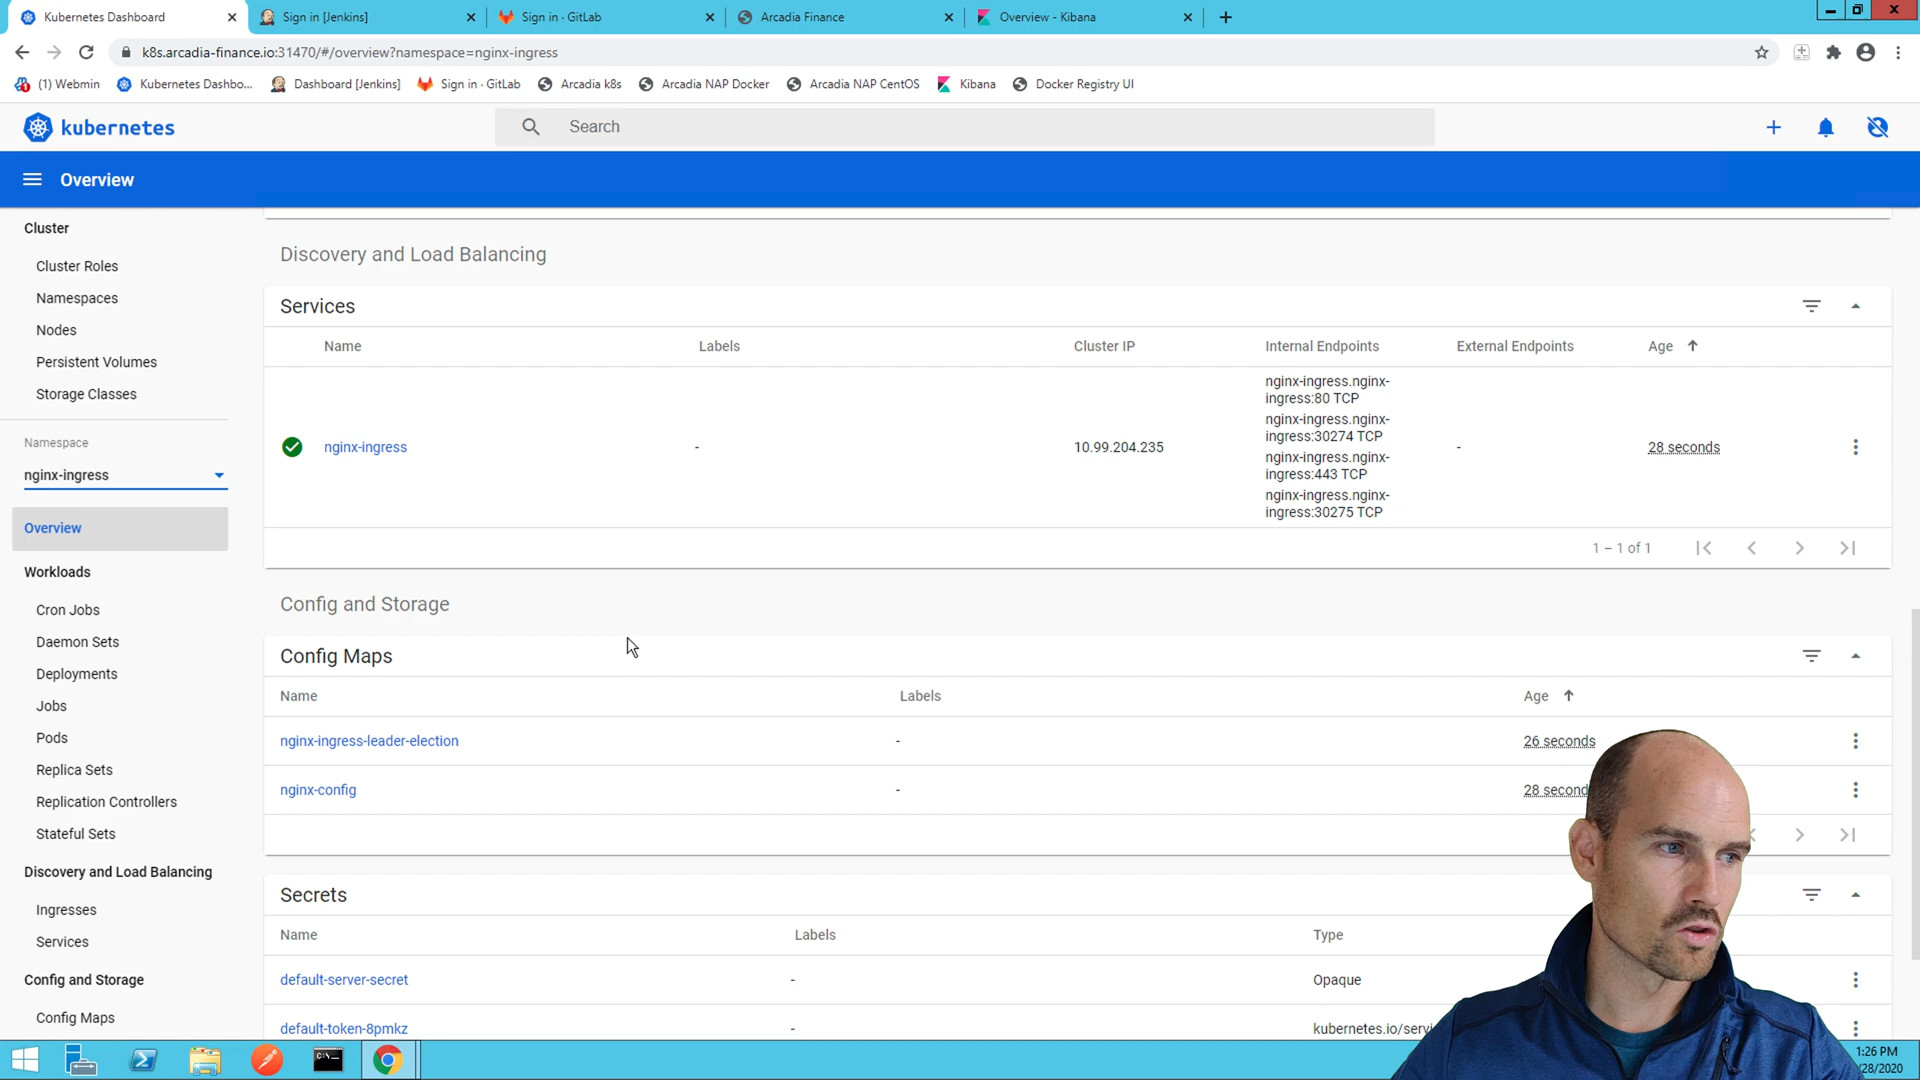 Kubernetes Dashboard
Sign in [Jenkins]
Sign in · GitLab
Arcadia Finance
Overview - Kibana
k8s.arcadia-finance.io:31470/#/overview?namespace=nginx-ingress
(1) Webmin
Kubernetes Dashbo...
Dashboard [Jenkins]
Sign in · GitLab
Arcadia k8s
Arcadia NAP Docker
Arcadia NAP CentOS
Kibana
Docker Registry UI
kubernetes
Search
Overview
Cluster
Cluster Roles
Namespaces
Nodes
Persistent Volumes
Storage Classes
Namespace
nginx-ingress
Overview
Workloads
Cron Jobs
Daemon Sets
Deployments
Jobs
Pods
Replica Sets
Replication Controllers
Stateful Sets
Discovery and Load Balancing
Ingresses
Services
Config and Storage
Config Maps
Discovery and Load Balancing
Services
Name Labels Cluster IP Internal Endpoints External Endpoints Age
nginx-ingress.nginx-
ingress:80 TCP
nginx-ingress.nginx-
ingress:30274 TCP
nginx-ingress - 10.99.204.235 - 28 seconds
nginx-ingress.nginx-
ingress:443 TCP
nginx-ingress.nginx-
ingress:30275 TCP
1 – 1 of 1
Config and Storage
Config Maps
Name Labels Age
nginx-ingress-leader-election - 26 seconds
nginx-config - 28 second
Secrets
Name Labels Type
default-server-secret - Opaque
default-token-8pmkz - kubernetes.io/servi
1:26 PM
/28/2020